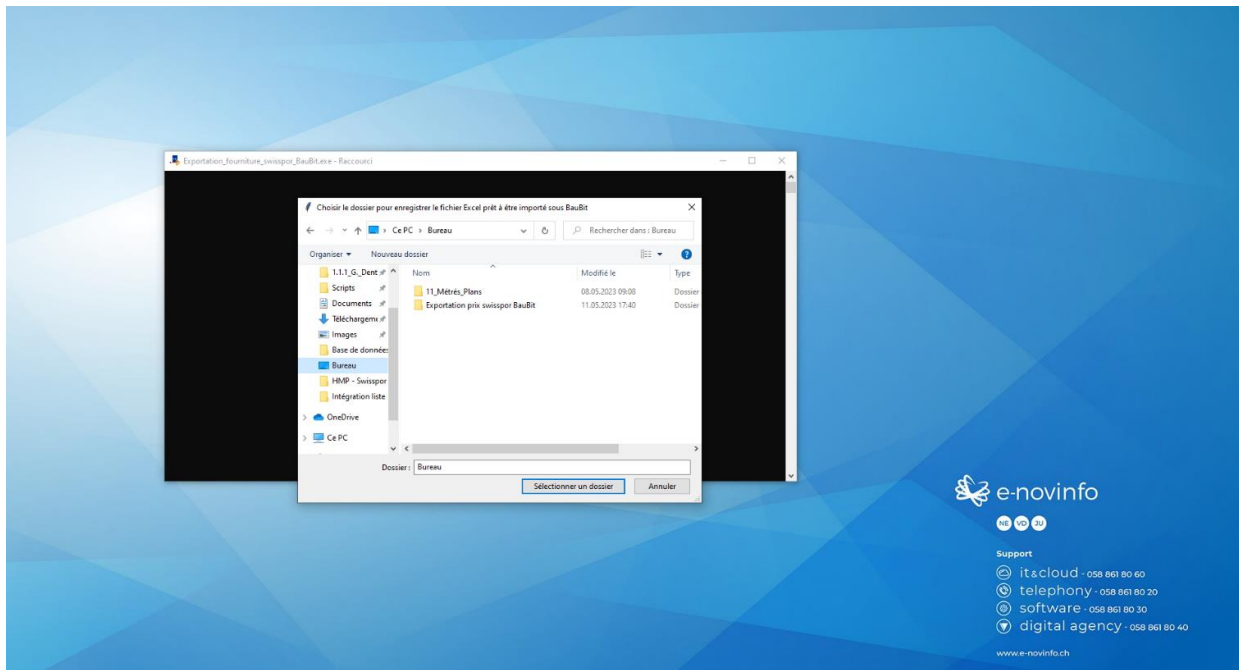 Exportation_fourniture_swisspor_BauBit.exe - Raccourci
Choisir le dossier pour enregistrer le fichier Excel prêt à être importé sous BauBit
Ce PC › Bureau
Rechercher dans : Bureau
Organiser
Nouveau dossier
Nom Modifié le Type
11_Métrés_Plans 08.05.2023 09:08 Dossier
Exportation prix swisspor BauBit 11.05.2023 17:40 Dossier
1.1.1_G._Dent
Scripts
Documents
Téléchargeme
Images
Base de données
Bureau
HMP - Swisspor
Intégration liste
OneDrive
Ce PC
Dossier : Bureau
Sélectionner un dossier Annuler
e-novinfo
NE VD JU
Support
it&cloud - 058 861 80 60
telephony - 058 861 80 20
software - 058 861 80 30
digital agency - 058 861 80 40
www.e-novinfo.ch